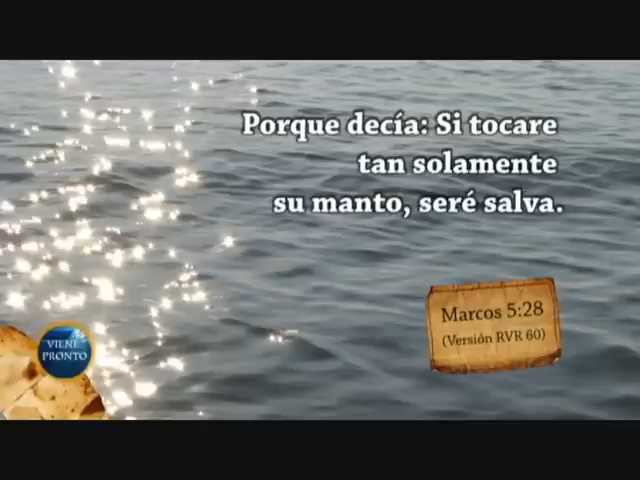 Porque decía: Si tocare
tan solamente
su manto, seré salva.
Marcos 5:28
(Versión RVR 60)
VIENE
PRONTO